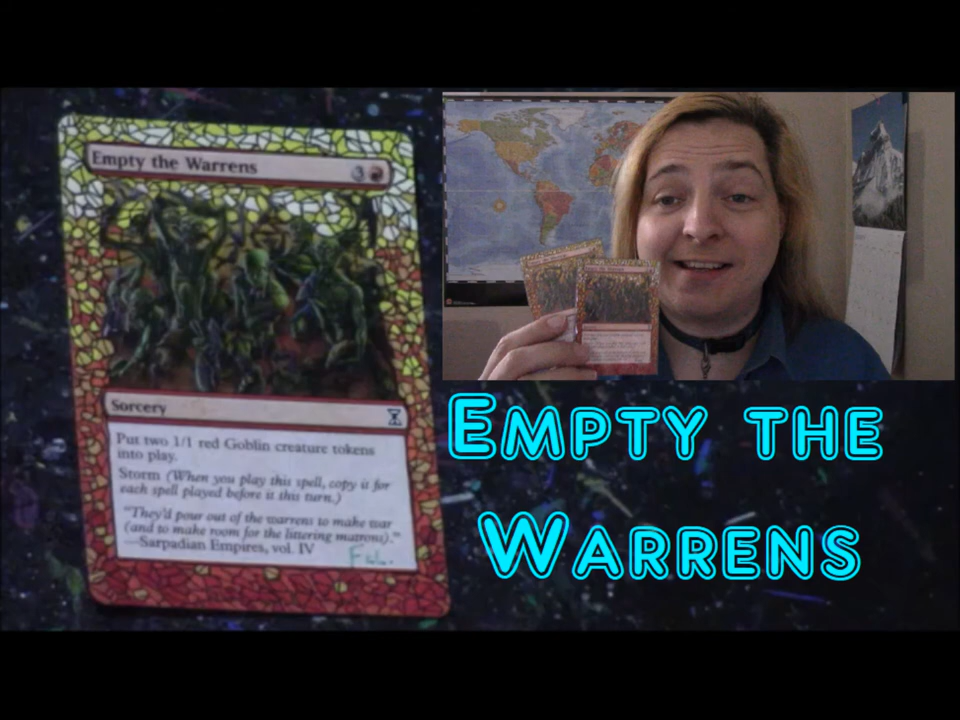 Empty the Warrens
3
Sorcery
Put two 1/1 red Goblin creature tokens
into play.
Storm (When you play this spell, copy it for
each spell played before it this turn.)
"They'd pour out of the warrens to make war
(and to make room for the littering matrons)."
—Sarpadian Empires, vol. IV
EMPTY THE
WARRENS